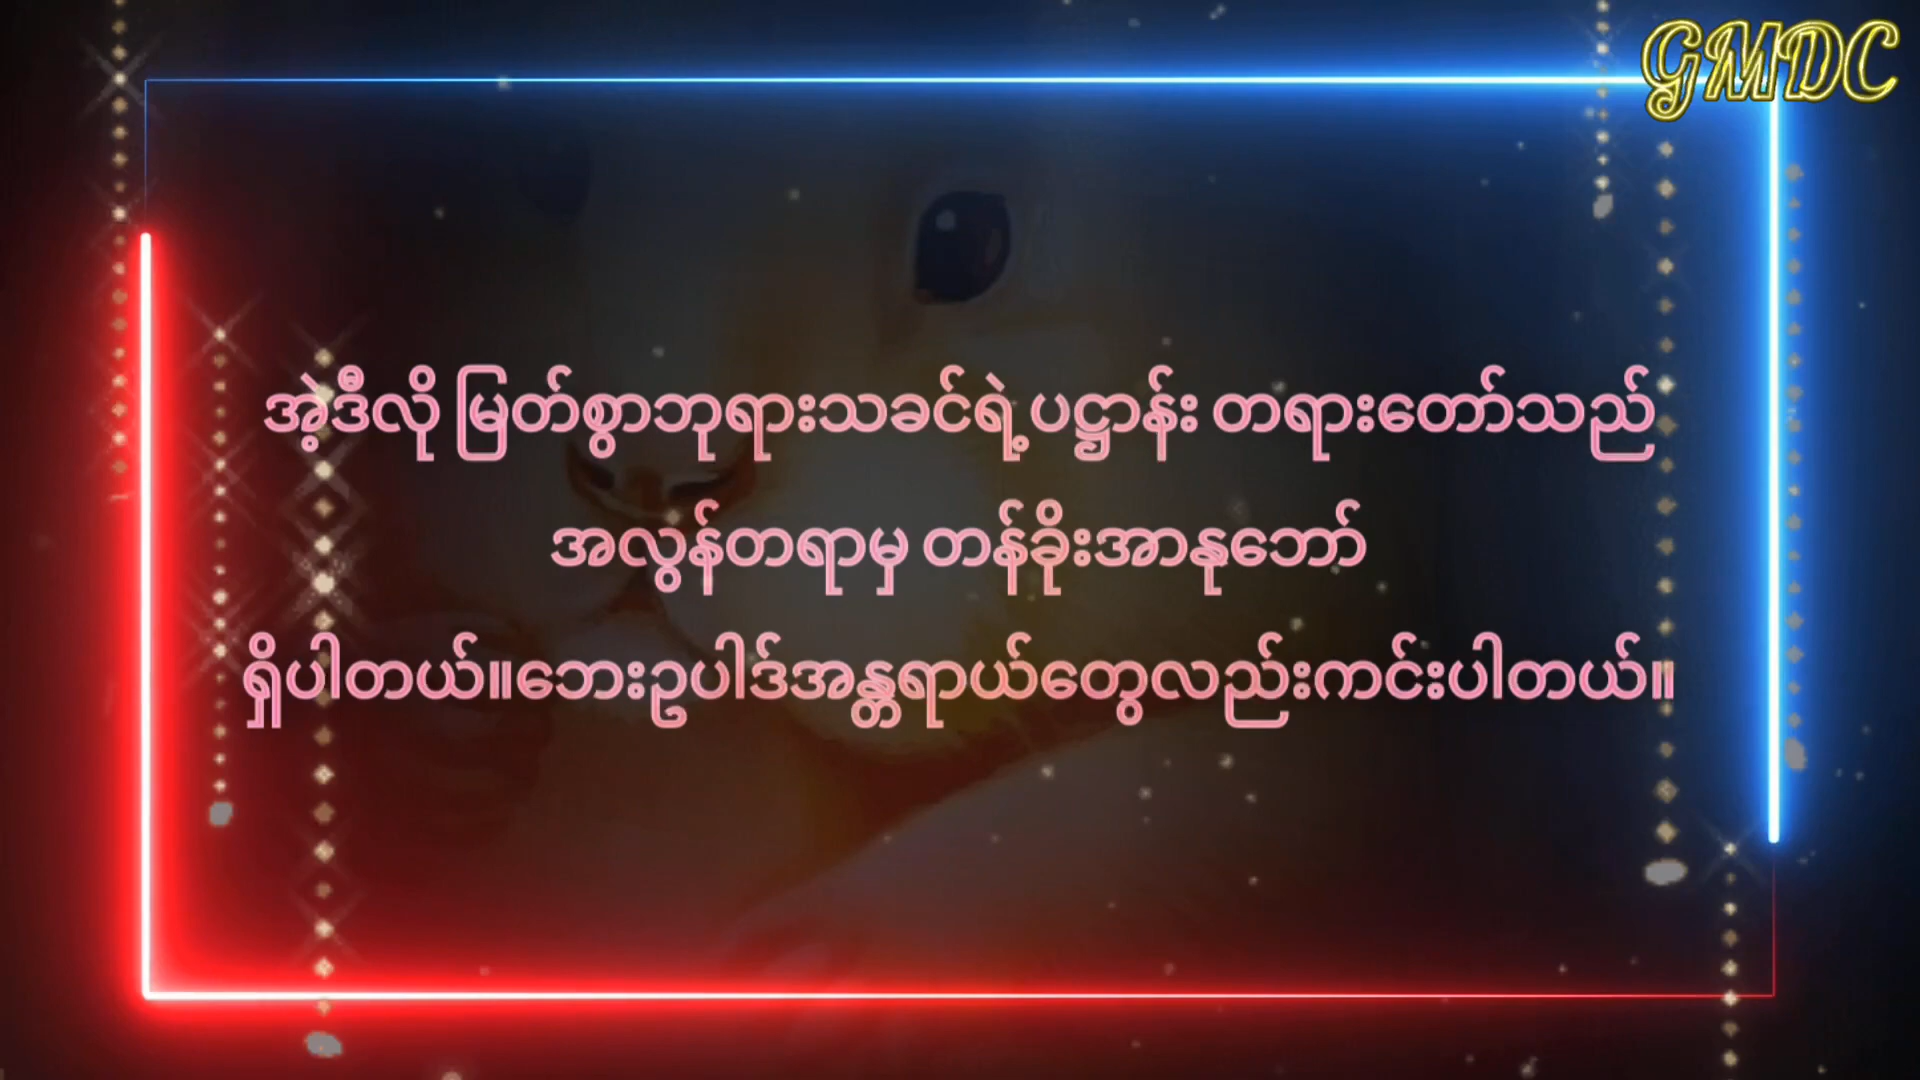 GMDC
အဲ့ဒီလို မြတ်စွာဘုရားသခင်ရဲ့ပဋ္ဌာန်း တရားတော်သည်
အလွန်တရာမှ တန်ခိုးအာနုဘော်
ရှိပါတယ်။ဘေးဥပါဒ်အန္တရာယ်တွေလည်းကင်းပါတယ်။